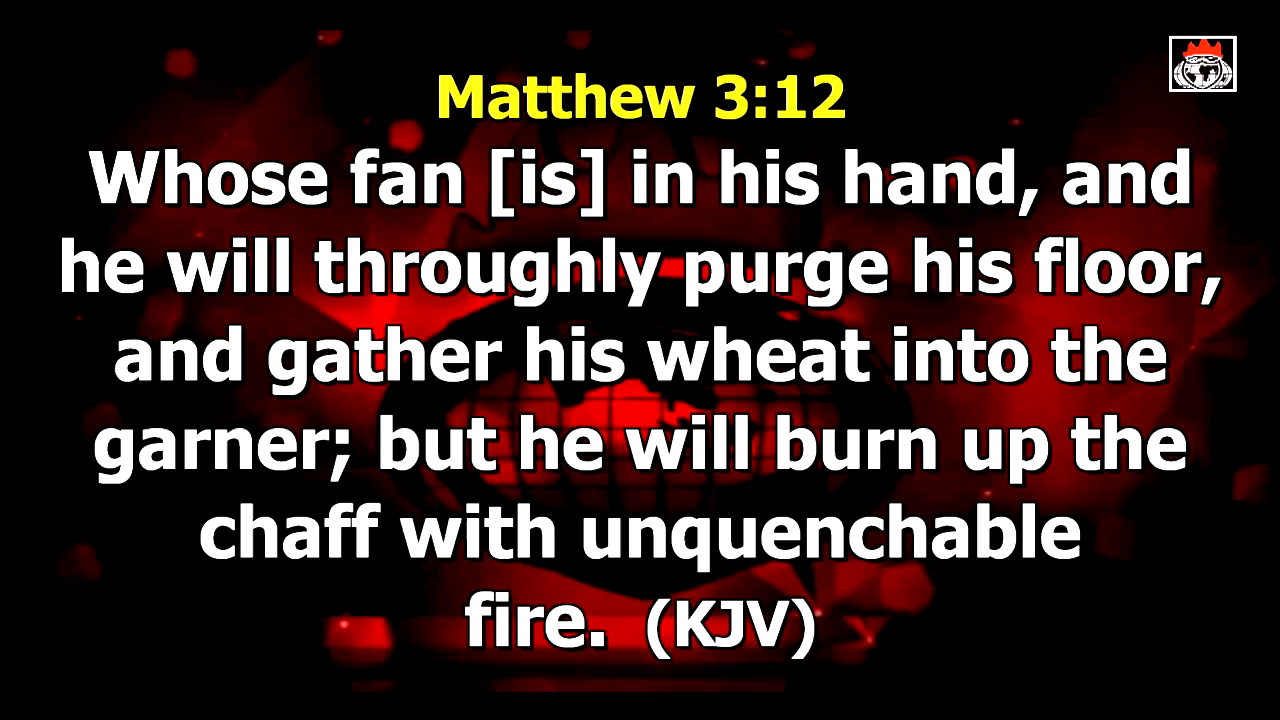 Matthew 3:12
Whose fan [is] in his hand, and
he will throughly purge his floor,
and gather his wheat into the
garner; but he will burn up the
chaff with unquenchable
fire. (KJV)